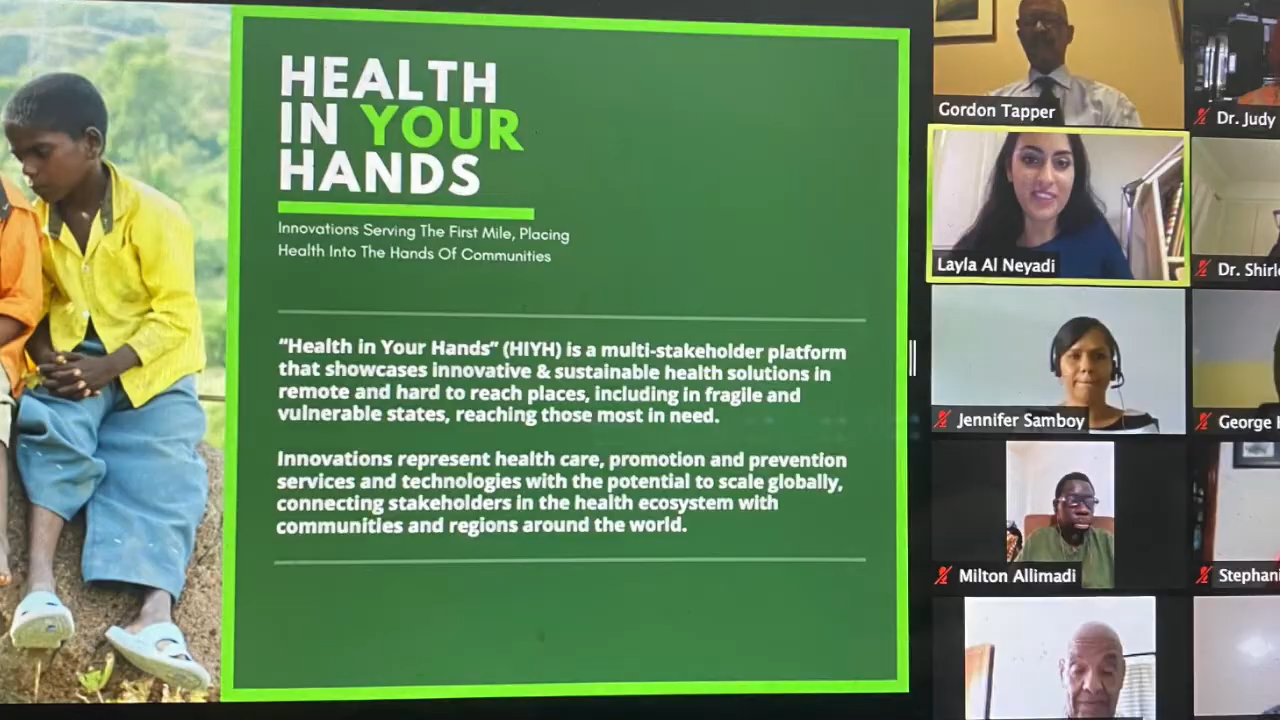 HEALTH
IN YOUR
HANDS
Innovations Serving The First Mile, Placing
Health Into The Hands Of Communities
“Health in Your Hands” (HIYH) is a multi-stakeholder platform
that showcases innovative & sustainable health solutions in
remote and hard to reach places, including in fragile and
vulnerable states, reaching those most in need.
Innovations represent health care, promotion and prevention
services and technologies with the potential to scale globally,
connecting stakeholders in the health ecosystem with
communities and regions around the world.
Gordon Tapper
Dr. Judy
Layla Al Neyadi
Dr. Shirle
Jennifer Samboy
George
Milton Allimadi
Stephani